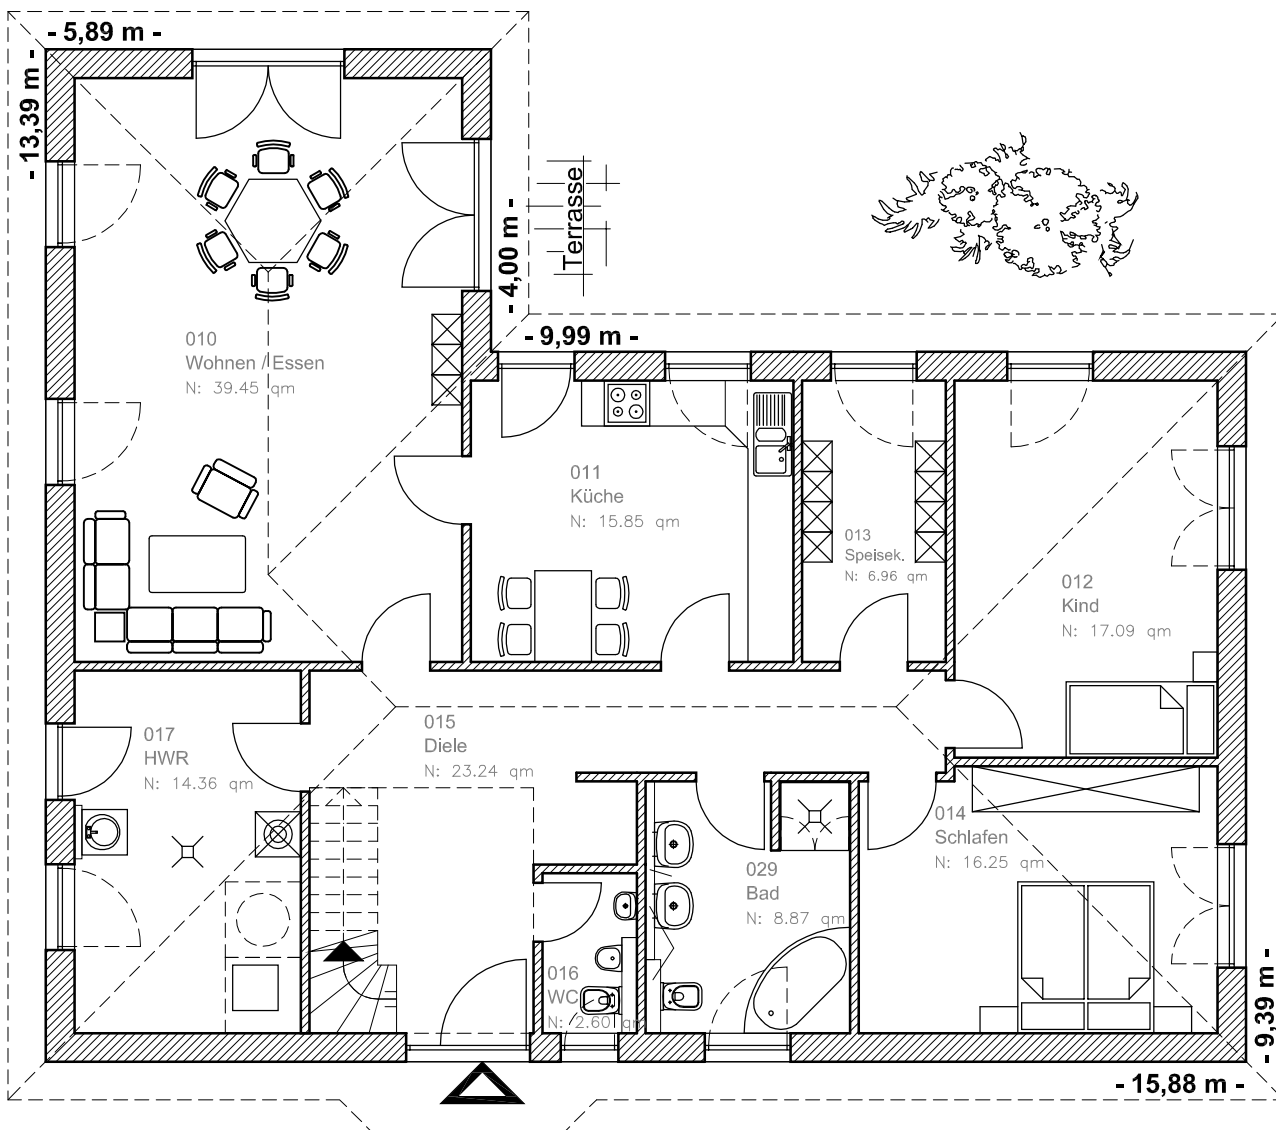 - 5,89 m -
- 13,39 m -
- 4,00 m -
Terrasse
- 9,99 m -
010
Wohnen / Essen
N: 39.45 qm
011
Küche
N: 15.85 qm
013
Speisek.
N: 6.96 qm
012
Kind
N: 17.09 qm
017
HWR
N: 14.36 qm
015
Diele
N: 23.24 qm
014
Schlafen
N: 16.25 qm
029
Bad
N: 8.87 qm
016
WC
N: 2.60 qm
- 9,39 m -
- 15,88 m -